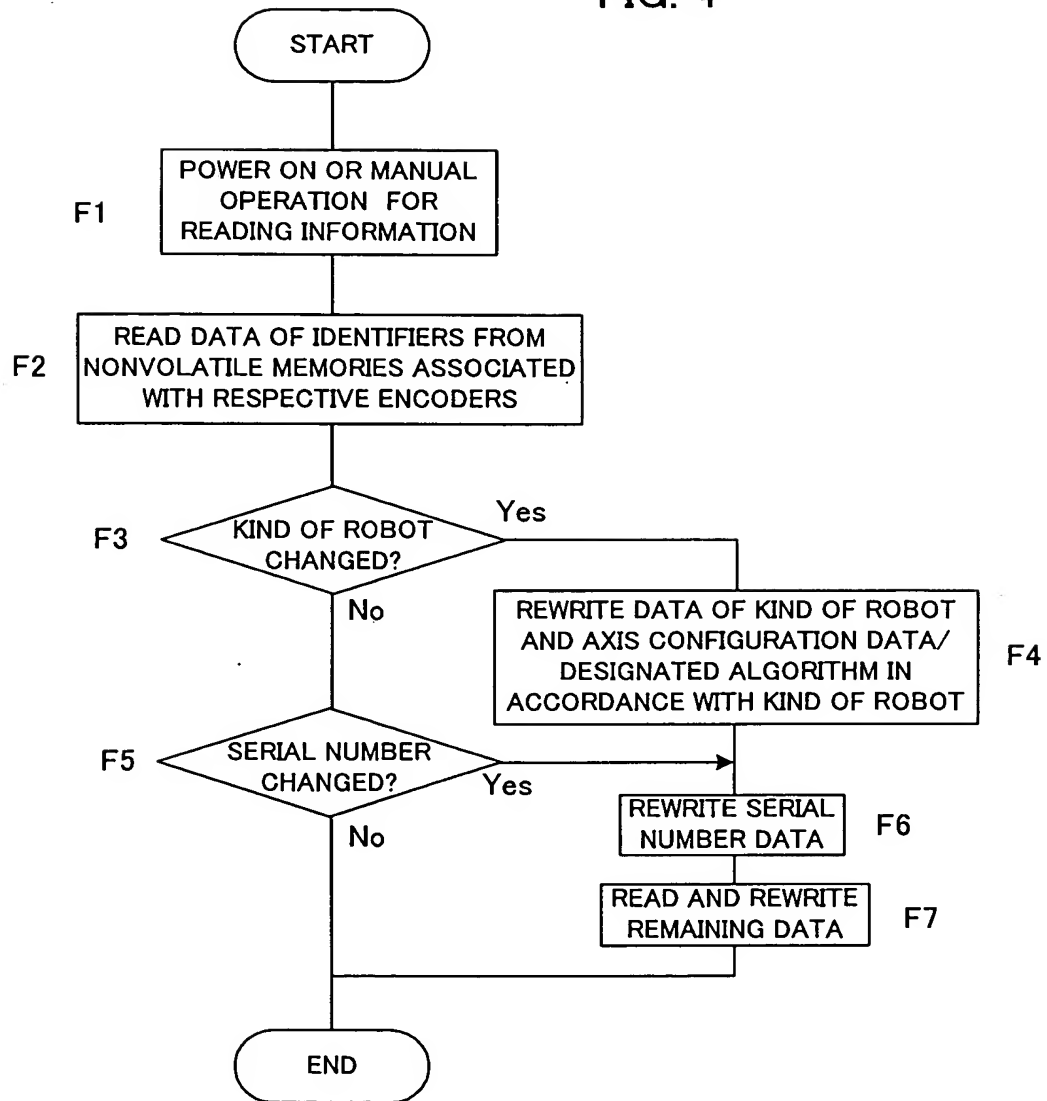 FIG. 4
START
F1
POWER ON OR MANUAL
OPERATION FOR
READING INFORMATION
F2
READ DATA OF IDENTIFIERS FROM
NONVOLATILE MEMORIES ASSOCIATED
WITH RESPECTIVE ENCODERS
F3
KIND OF ROBOT
CHANGED?
Yes
No
REWRITE DATA OF KIND OF ROBOT
AND AXIS CONFIGURATION DATA/
DESIGNATED ALGORITHM IN
ACCORDANCE WITH KIND OF ROBOT
F4
F5
SERIAL NUMBER
CHANGED?
Yes
No
REWRITE SERIAL
NUMBER DATA
F6
READ AND REWRITE
REMAINING DATA
F7
END